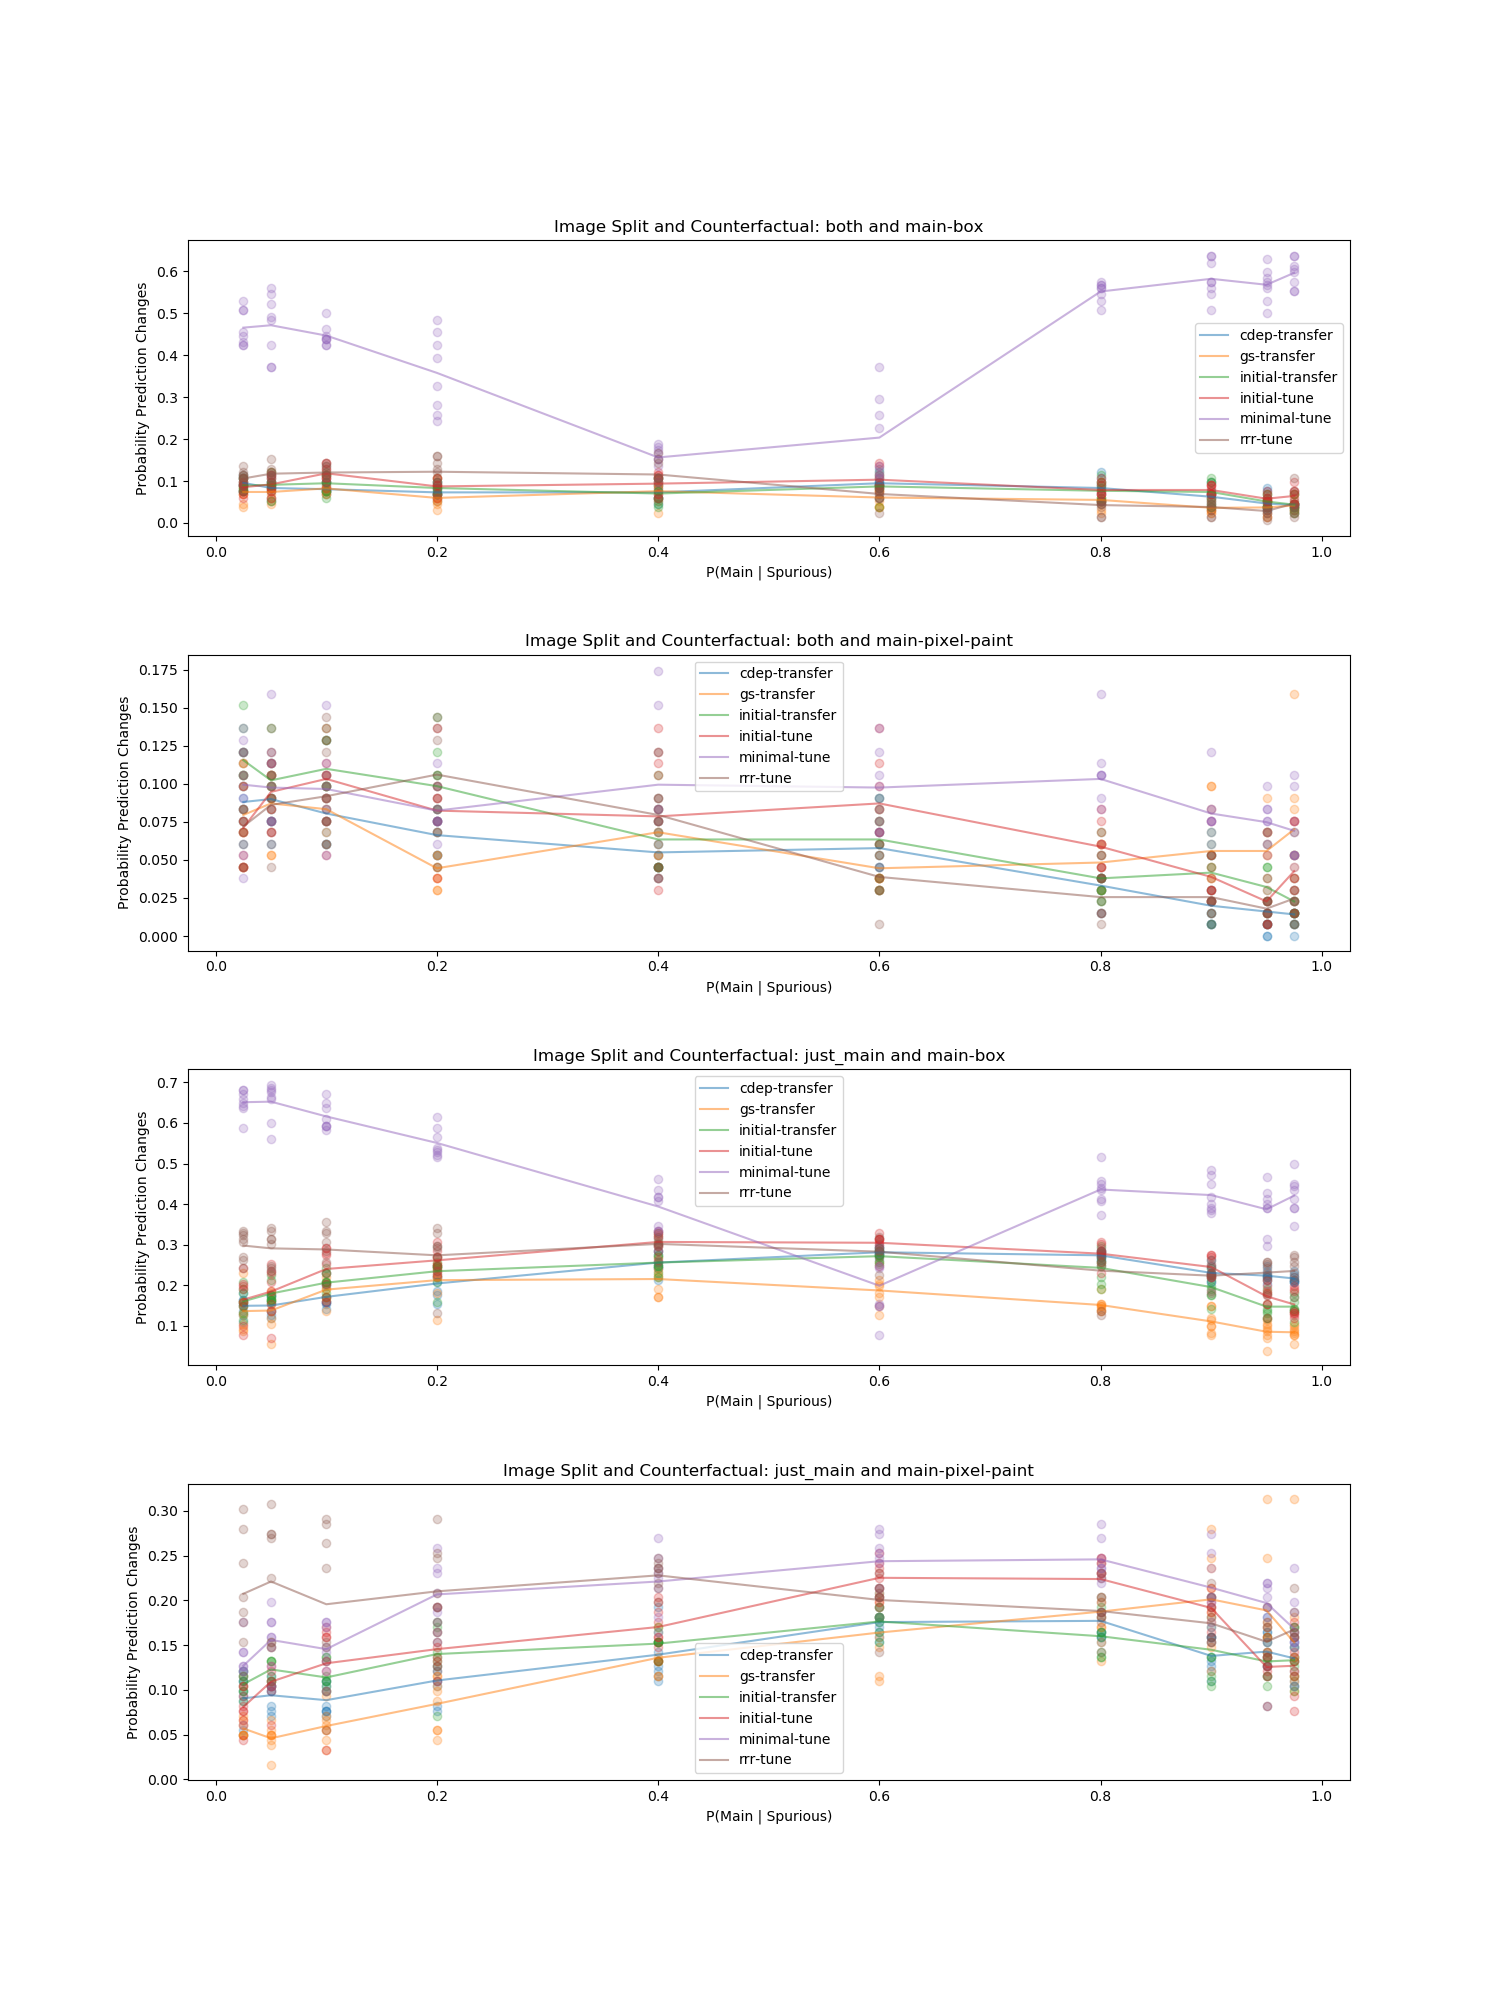 Image Split and Counterfactual: both and main-box
Probability Prediction Changes
0.6
0.5
0.4
0.3
0.2
0.1
0.0
cdep-transfer
gs-transfer
initial-transfer
initial-tune
minimal-tune
rrr-tune
0.0 0.2 0.4 0.6 0.8 1.0
P(Main | Spurious)
Image Split and Counterfactual: both and main-pixel-paint
Probability Prediction Changes
0.175
0.150
0.125
0.100
0.075
0.050
0.025
0.000
cdep-transfer
gs-transfer
initial-transfer
initial-tune
minimal-tune
rrr-tune
0.0 0.2 0.4 0.6 0.8 1.0
P(Main | Spurious)
Image Split and Counterfactual: just_main and main-box
Probability Prediction Changes
0.7
0.6
0.5
0.4
0.3
0.2
0.1
cdep-transfer
gs-transfer
initial-transfer
initial-tune
minimal-tune
rrr-tune
0.0 0.2 0.4 0.6 0.8 1.0
P(Main | Spurious)
Image Split and Counterfactual: just_main and main-pixel-paint
Probability Prediction Changes
0.30
0.25
0.20
0.15
0.10
0.05
0.00
cdep-transfer
gs-transfer
initial-transfer
initial-tune
minimal-tune
rrr-tune
0.0 0.2 0.4 0.6 0.8 1.0
P(Main | Spurious)